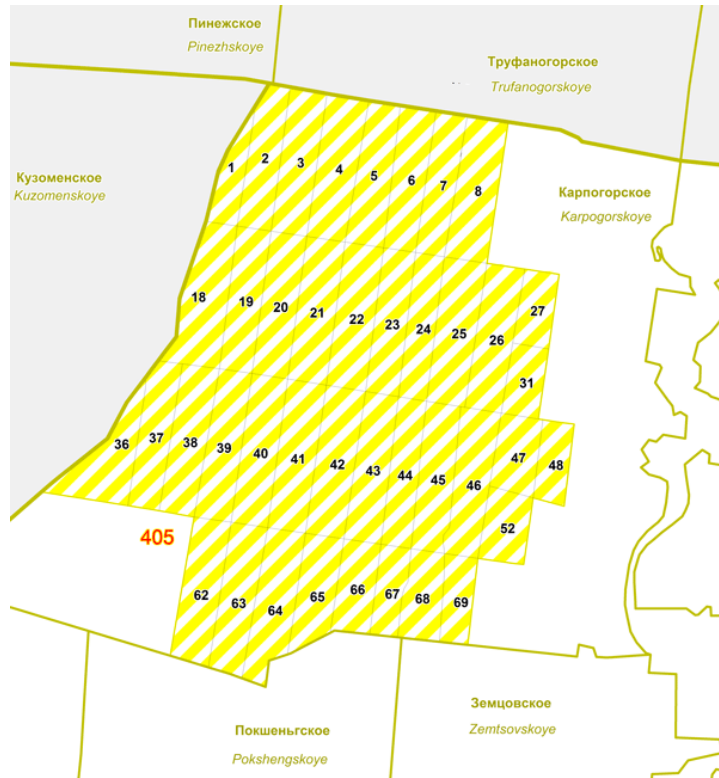 Пинежское
Pinezhskoye
Труфаногорское
Trufanogorskoye
Кузоменское
Kuzomenskoye
Карпогорское
Karpogorskoye
1 2 3 4 5 6 7 8
18 19 20 21 22 23 24 25 26 27
31
36 37 38 39 40 41 42 43 44 45 46 47 48
52
405
62 63 64 65 66 67 68 69
Покшеньгское
Pokshengskoye
Земцовское
Zemtsovskoye